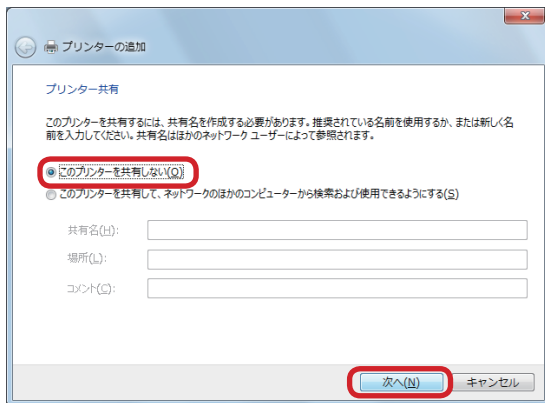 プリンターの追加
プリンター共有
このプリンターを共有するには、共有名を作成する必要があります。推奨されている名前を使用するか、または新しく名
前を入力してください。共有名はほかのネットワーク ユーザーによって参照されます。
このプリンターを共有しない(O)
このプリンターを共有して、ネットワークのほかのコンピューターから検索および使用できるようにする(S)
共有名(H):
場所(L):
コメント(C):
次へ(N) キャンセル